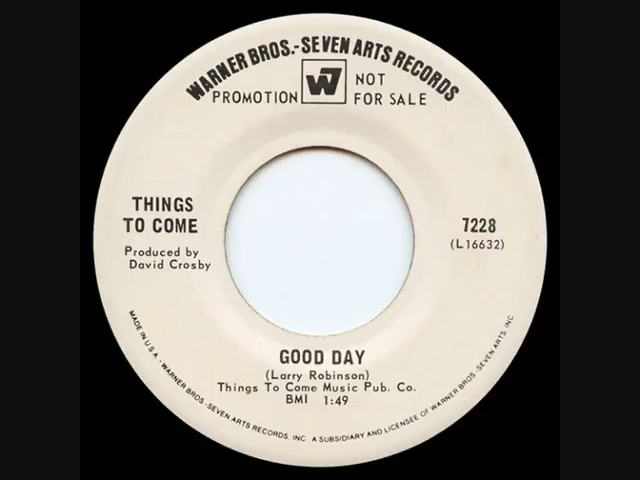 WARNER BROS.-SEVEN ARTS RECORDS
W7
PROMOTION NOT FOR SALE
THINGS
TO COME
Produced by
David Crosby
7228
(L16632)
GOOD DAY
(Larry Robinson)
Things To Come Music Pub. Co.
BMI 1:49
MADE IN U.S.A. - WARNER BROS.-SEVEN ARTS RECORDS, INC. A SUBSIDIARY AND LICENSEE OF WARNER BROS.-SEVEN ARTS, INC.